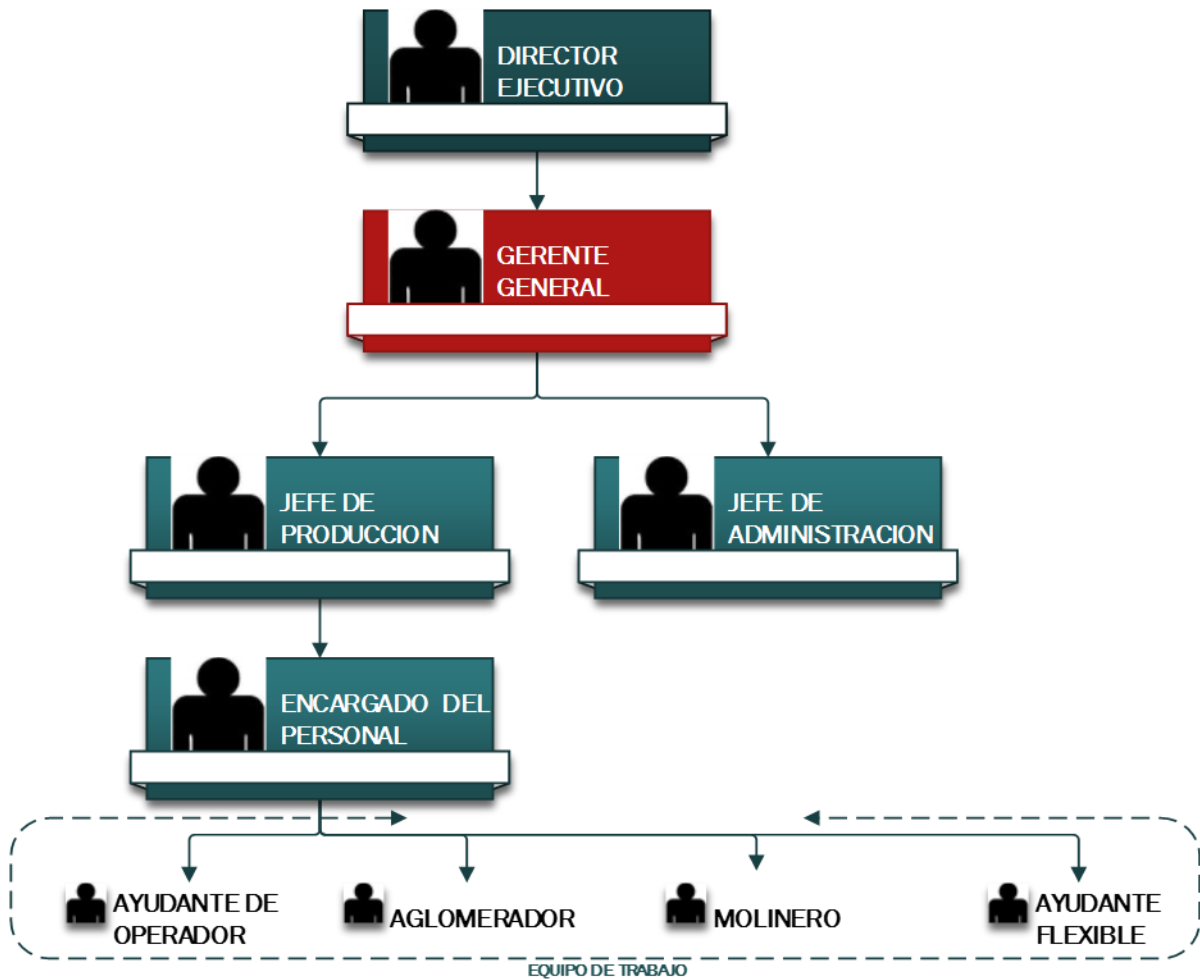 DIRECTOR
EJECUTIVO
GERENTE
GENERAL
JEFE DE
PRODUCCION
JEFE DE
ADMINISTRACION
ENCARGADO DEL
PERSONAL
AYUDANTE DE
OPERADOR
AGLOMERADOR
MOLINERO
AYUDANTE
FLEXIBLE
EQUIPO DE TRABAJO